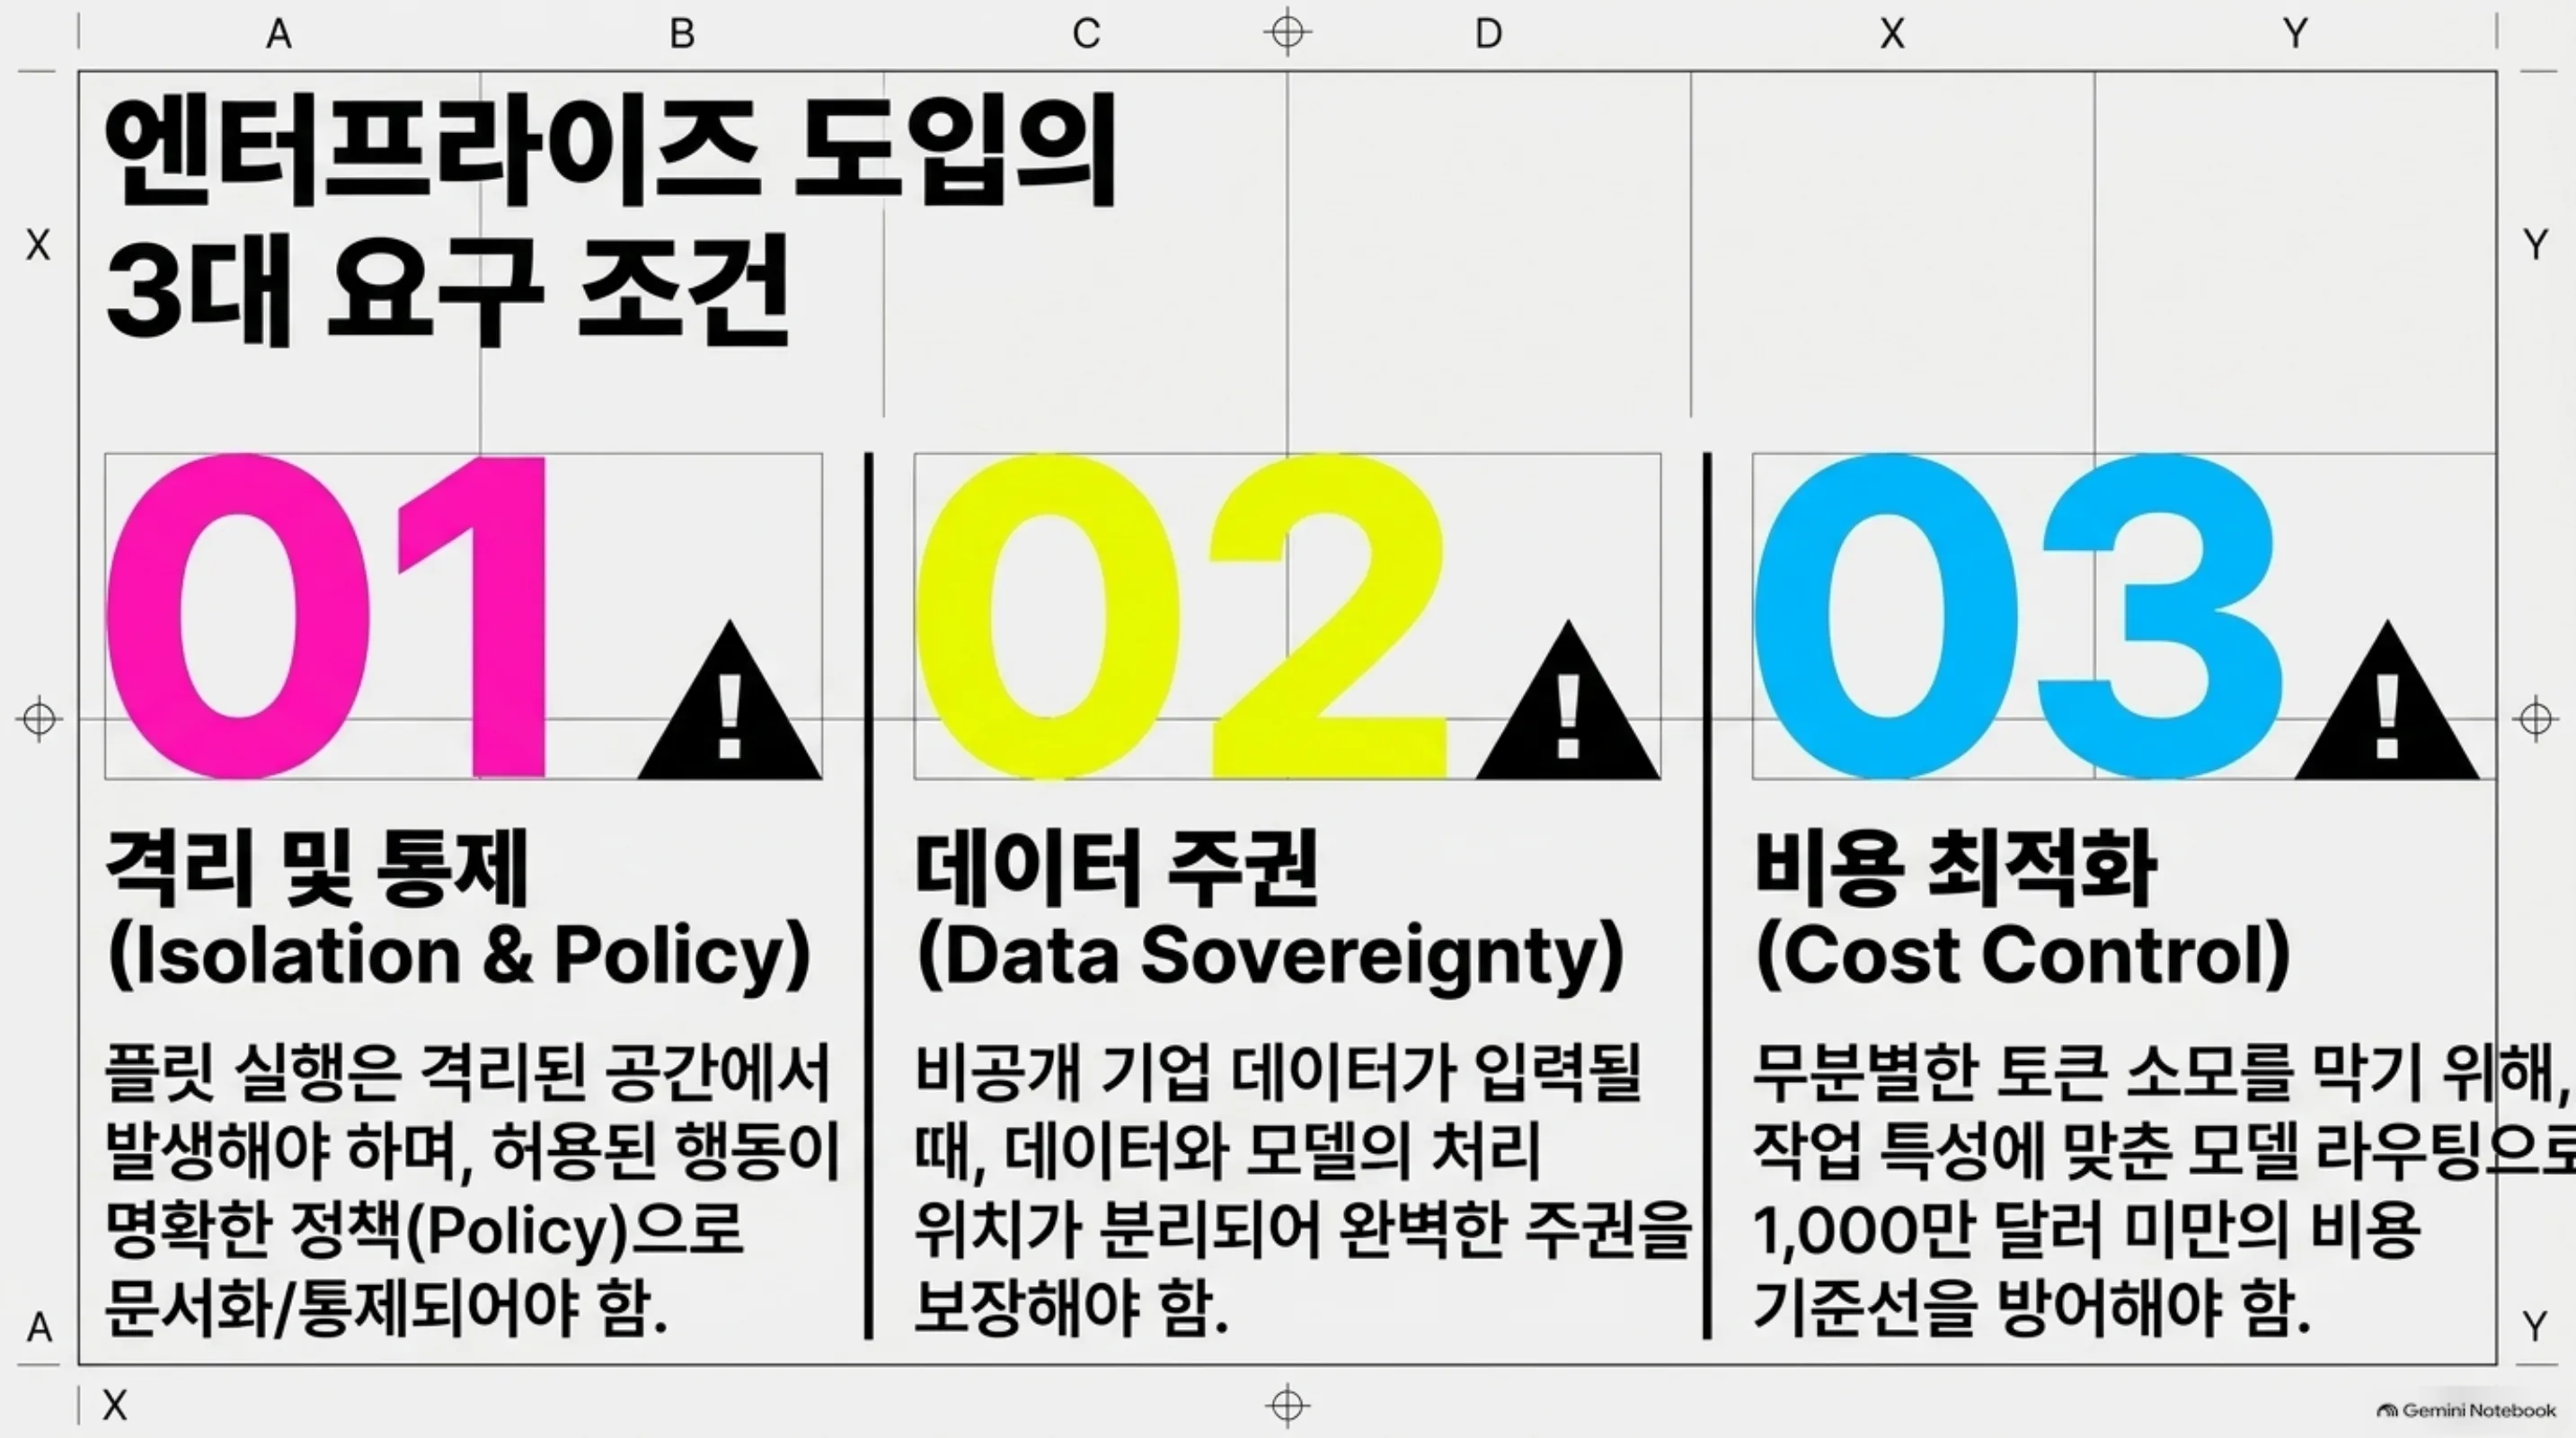 A B C D X Y
엔터프라이즈 도입의
3대 요구 조건
X
Y
01
!
격리 및 통제
(Isolation & Policy)
플릿 실행은 격리된 공간에서
발생해야 하며, 허용된 행동이
명확한 정책(Policy)으로
문서화/통제되어야 함.
02
!
데이터 주권
(Data Sovereignty)
비공개 기업 데이터가 입력될
때, 데이터와 모델의 처리
위치가 분리되어 완벽한 주권을
보장해야 함.
03
!
비용 최적화
(Cost Control)
무분별한 토큰 소모를 막기 위해,
작업 특성에 맞춘 모델 라우팅으로
1,000만 달러 미만의 비용
기준선을 방어해야 함.
A
Y
X
Gemini Notebook